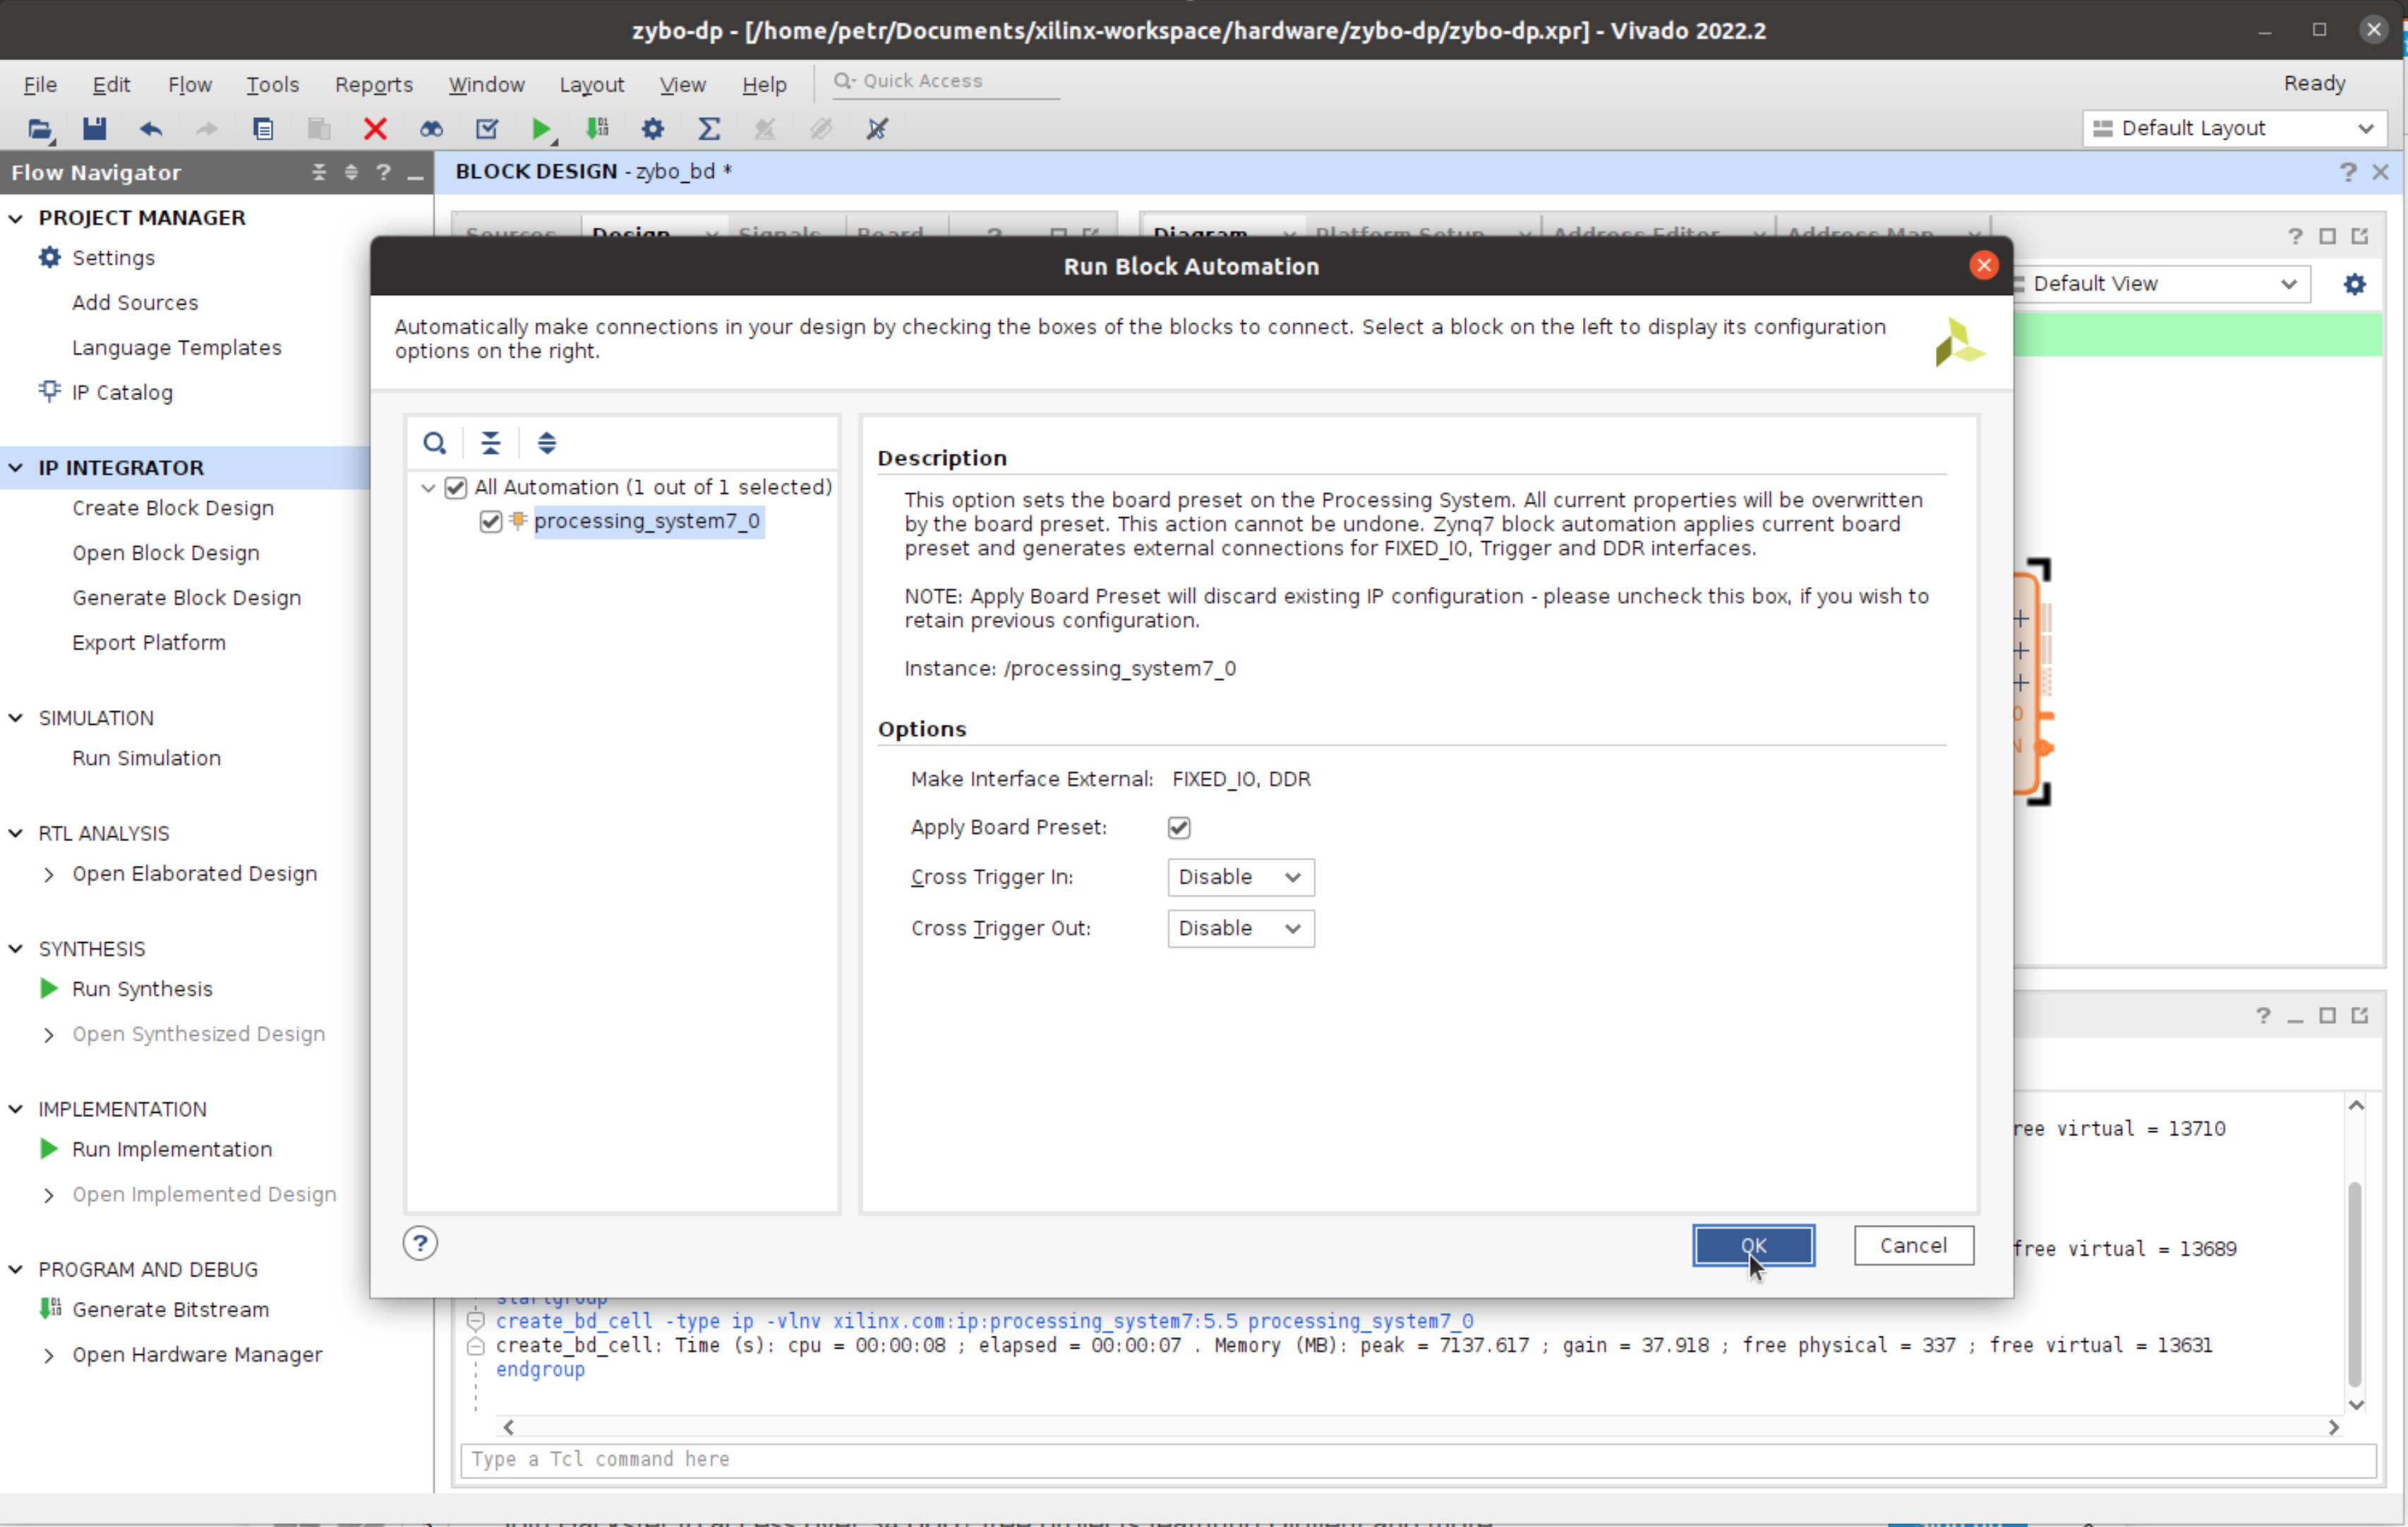 zybo-dp - [/home/petr/Documents/xilinx-workspace/hardware/zybo-dp/zybo-dp.xpr] - Vivado 2022.2
File Edit Flow Tools Reports Window Layout View Help Quick Access Ready
Default Layout
Flow Navigator
BLOCK DESIGN - zybo_bd *
PROJECT MANAGER
Settings
Add Sources
Language Templates
IP Catalog
IP INTEGRATOR
Create Block Design
Open Block Design
Generate Block Design
Export Platform
SIMULATION
Run Simulation
RTL ANALYSIS
Open Elaborated Design
SYNTHESIS
Run Synthesis
Open Synthesized Design
IMPLEMENTATION
Run Implementation
Open Implemented Design
PROGRAM AND DEBUG
Generate Bitstream
Open Hardware Manager
Sources Design Signals Board
Diagram Platform Setup Address Editor Address Map
Default View
Run Block Automation
Automatically make connections in your design by checking the boxes of the blocks to connect. Select a block on the left to display its configuration
options on the right.
All Automation (1 out of 1 selected)
processing_system7_0
Description
This option sets the board preset on the Processing System. All current properties will be overwritten
by the board preset. This action cannot be undone. Zynq7 block automation applies current board
preset and generates external connections for FIXED_IO, Trigger and DDR interfaces.
NOTE: Apply Board Preset will discard existing IP configuration - please uncheck this box, if you wish to
retain previous configuration.
Instance: /processing_system7_0
Options
Make Interface External: FIXED_IO, DDR
Apply Board Preset:
Cross Trigger In: Disable
Cross Trigger Out: Disable
OK Cancel
ree virtual = 13710
free virtual = 13689
startgroup
create_bd_cell -type ip -vlnv xilinx.com:ip:processing_system7:5.5 processing_system7_0
create_bd_cell: Time (s): cpu = 00:00:08 ; elapsed = 00:00:07 . Memory (MB): peak = 7137.617 ; gain = 37.918 ; free physical = 337 ; free virtual = 13631
endgroup
Type a Tcl command here